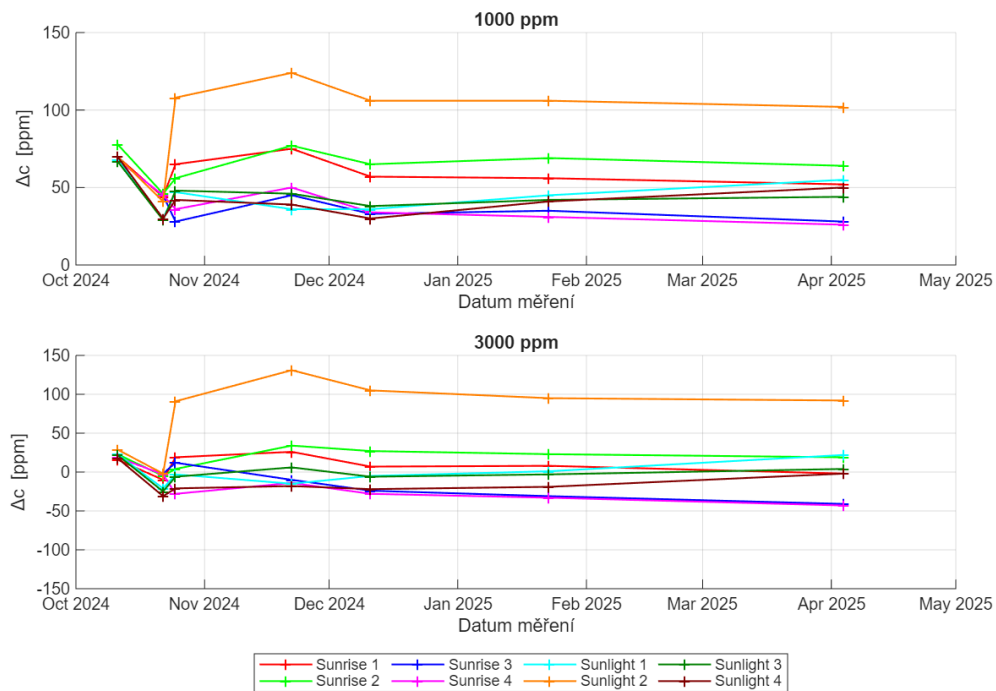 1000 ppm
150
100
50
0
Δc [ppm]
Oct 2024 Nov 2024 Dec 2024 Jan 2025 Feb 2025 Mar 2025 Apr 2025 May 2025
Datum měření
3000 ppm
150
100
50
0
-50
-100
-150
Δc [ppm]
Oct 2024 Nov 2024 Dec 2024 Jan 2025 Feb 2025 Mar 2025 Apr 2025 May 2025
Datum měření
Sunrise 1 Sunrise 3 Sunlight 1 Sunlight 3
Sunrise 2 Sunrise 4 Sunlight 2 Sunlight 4